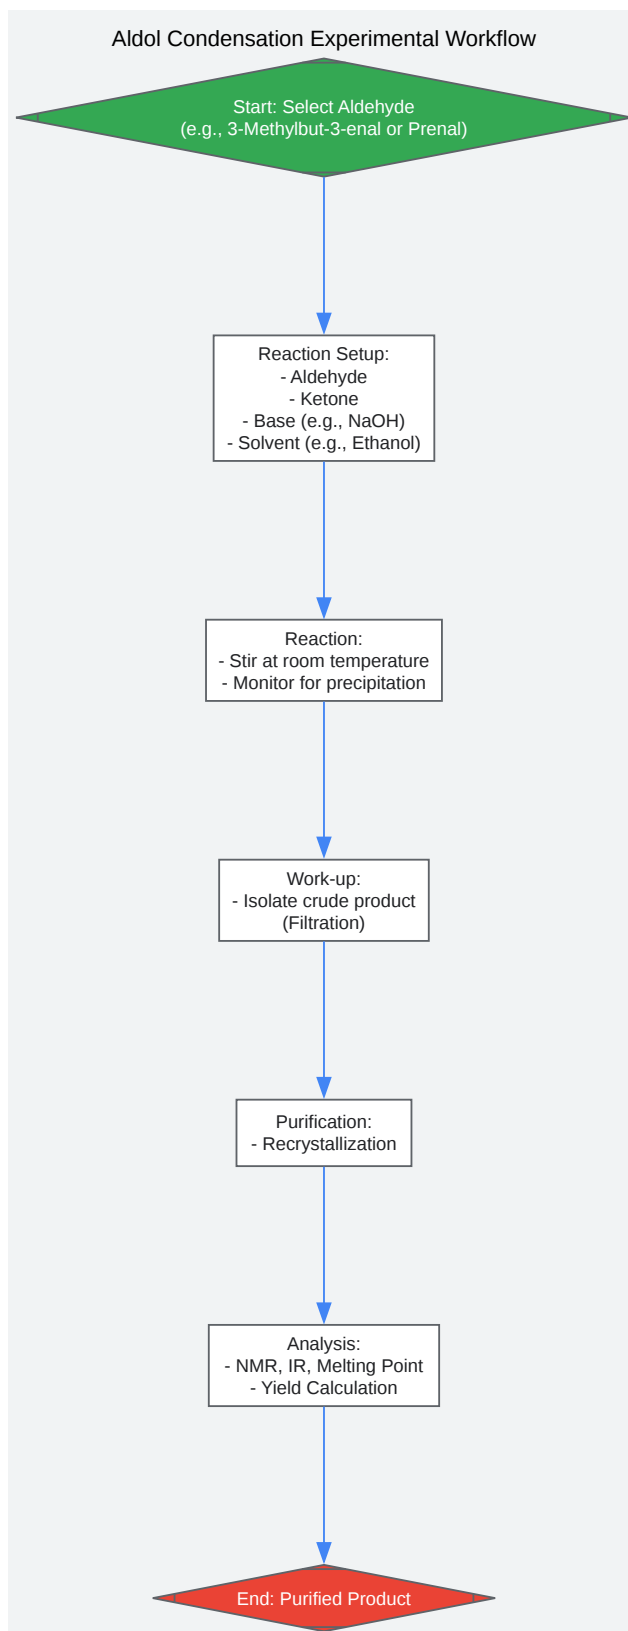 Aldol Condensation Experimental Workflow
Start: Select Aldehyde
(e.g., 3-Methylbut-3-enal or Prenal)
Reaction Setup:
- Aldehyde
- Ketone
- Base (e.g., NaOH)
- Solvent (e.g., Ethanol)
Reaction:
- Stir at room temperature
- Monitor for precipitation
Work-up:
- Isolate crude product
(Filtration)
Purification:
- Recrystallization
Analysis:
- NMR, IR, Melting Point
- Yield Calculation
End: Purified Product